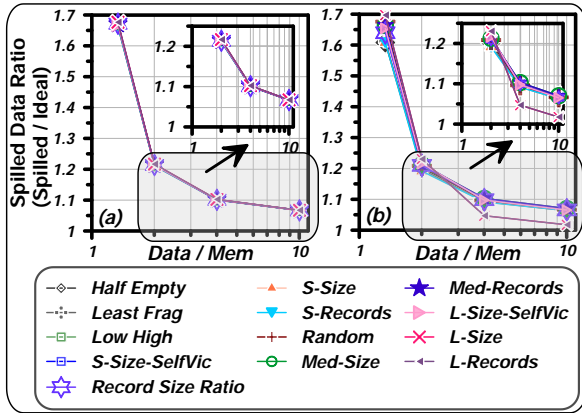 Spilled Data Ratio
(Spilled / Ideal)
1.7
1.6
1.5
1.4
1.3
1.2
1.1
1
1
10
Data / Mem
(a)
1.2
1.1
1
1
10
1.7
1.6
1.5
1.4
1.3
1.2
1.1
1
1
10
Data / Mem
(b)
1.2
1.1
1
1
10
Half Empty
Least Frag
Low High
S-Size-SelfVic
Record Size Ratio
S-Size
S-Records
Random
Med-Size
Med-Records
L-Size-SelfVic
L-Size
L-Records